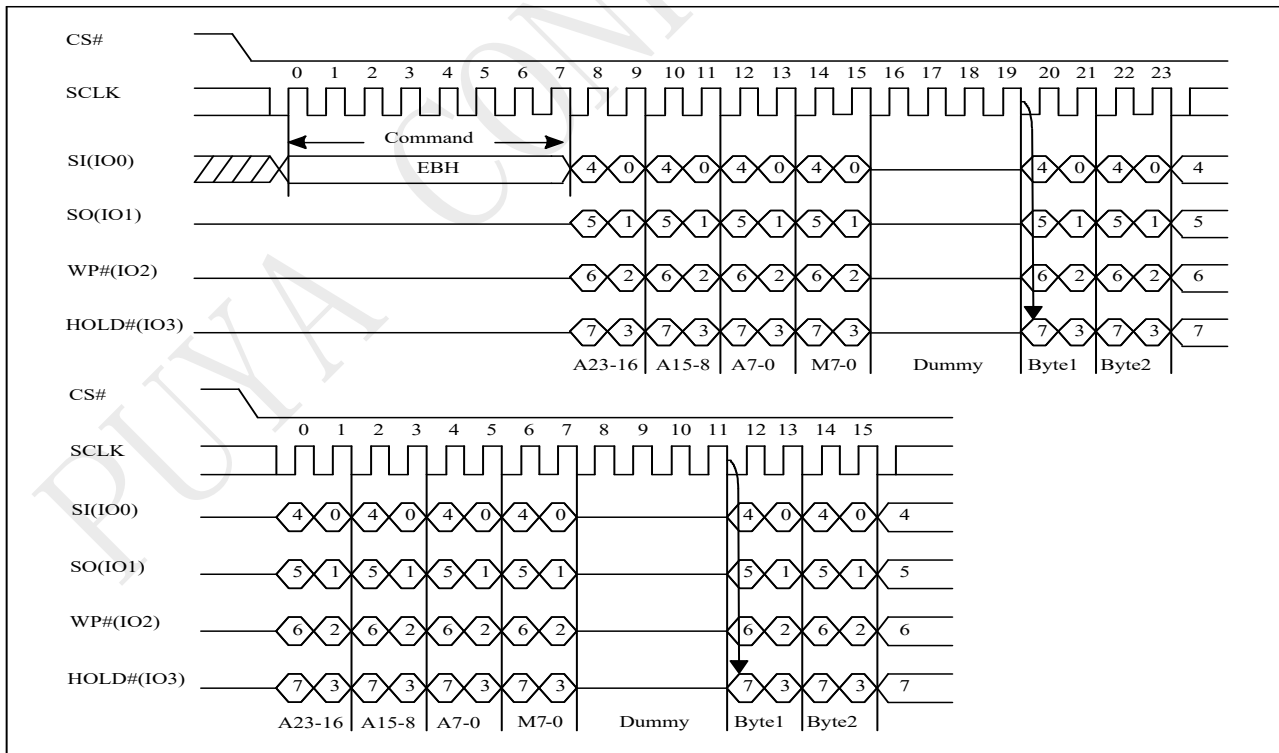 PUYA CON
CS#
0 1 2 3 4 5 6 7 8 9 10 11 12 13 14 15 16 17 18 19 20 21 22 23
SCLK
Command
SI(IO0) EBH 4 0 4 0 4 0 4 0 4 0 4 0 4
SO(IO1) 5 1 5 1 5 1 5 1 5 1 5 1 5
WP#(IO2) 6 2 6 2 6 2 6 2 6 2 6 2 6
HOLD#(IO3) 7 3 7 3 7 3 7 3 7 3 7 3 7
A23-16 A15-8 A7-0 M7-0 Dummy Byte1 Byte2
CS#
0 1 2 3 4 5 6 7 8 9 10 11 12 13 14 15
SCLK
SI(IO0) 4 0 4 0 4 0 4 0 4 0 4 0 4
SO(IO1) 5 1 5 1 5 1 5 1 5 1 5 1 5
WP#(IO2) 6 2 6 2 6 2 6 2 6 2 6 2 6
HOLD#(IO3) 7 3 7 3 7 3 7 3 7 3 7 3 7
A23-16 A15-8 A7-0 M7-0 Dummy Byte1 Byte2